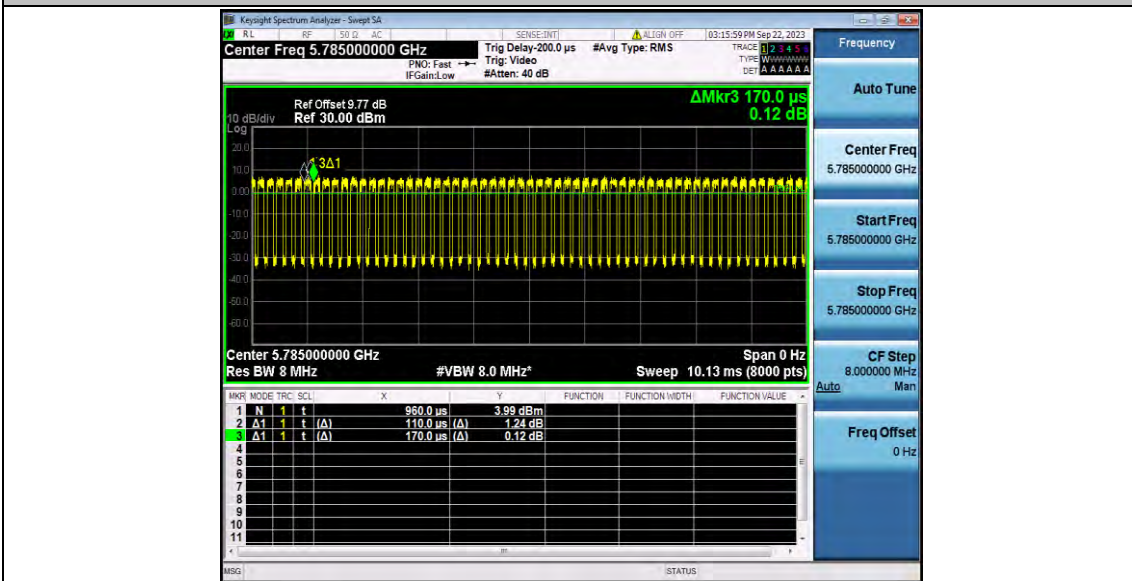 Keysight Spectrum Analyzer - Swept SA
RL RF 50 Ω AC SENSE:INT ALIGN OFF 03:15:59 PM Sep 22, 2023
Center Freq 5.785000000 GHz
PNO: Fast
IFGain:Low
Trig Delay-200.0 µs
Trig: Video
#Atten: 40 dB
#Avg Type: RMS
TRACE 1 2 3 4 5 6
TYPE W
DET A A A A A A
Frequency
Auto Tune
Center Freq
5.785000000 GHz
Start Freq
5.785000000 GHz
Stop Freq
5.785000000 GHz
CF Step
8.000000 MHz
Auto Man
Freq Offset
0 Hz
ΔMkr3 170.0 µs
0.12 dB
Ref Offset 9.77 dB
10 dB/div Ref 30.00 dBm
Log
20.0
10.0
0.00
-10.0
-20.0
-30.0
-40.0
-50.0
-60.0
3Δ1
Center 5.785000000 GHz Span 0 Hz
Res BW 8 MHz #VBW 8.0 MHz* Sweep 10.13 ms (8000 pts)
MKR MODE TRC SCL X Y FUNCTION FUNCTION WIDTH FUNCTION VALUE
1 N 1 t 960.0 µs 3.99 dBm
2 Δ1 1 t (Δ) 110.0 µs (Δ) 1.24 dB
3 Δ1 1 t (Δ) 170.0 µs (Δ) 0.12 dB
4
5
6
7
8
9
10
11
MSG STATUS